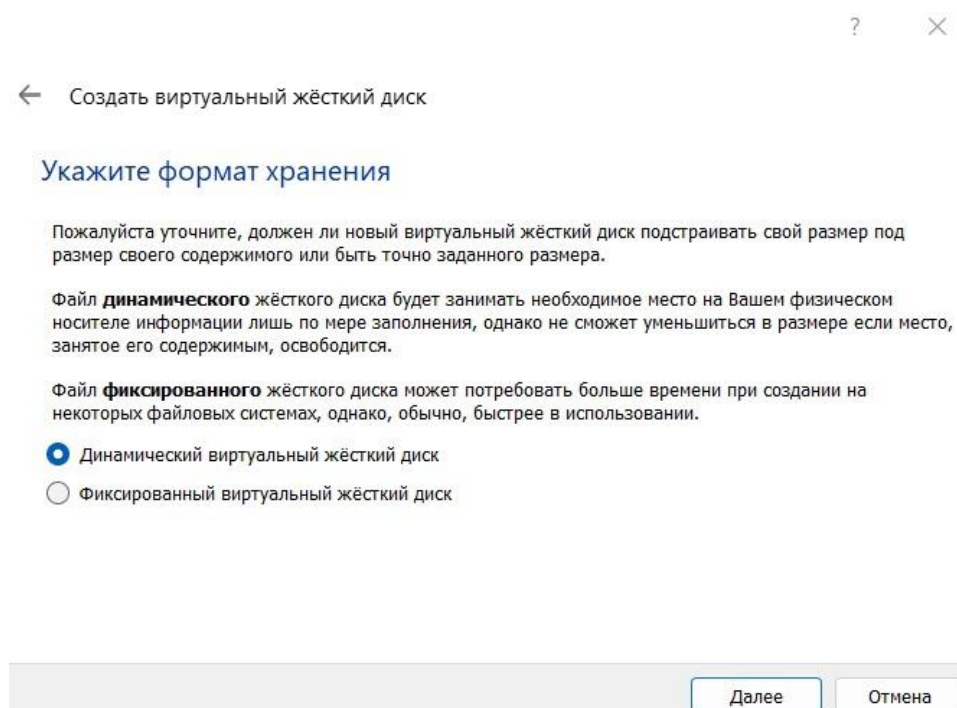 ?
Создать виртуальный жёсткий диск
Укажите формат хранения
Пожалуйста уточните, должен ли новый виртуальный жёсткий диск подстраивать свой размер под
размер своего содержимого или быть точно заданного размера.
Файл динамического жёсткого диска будет занимать необходимое место на Вашем физическом
носителе информации лишь по мере заполнения, однако не сможет уменьшиться в размере если место,
занятое его содержимым, освободится.
Файл фиксированного жёсткого диска может потребовать больше времени при создании на
некоторых файловых системах, однако, обычно, быстрее в использовании.
Динамический виртуальный жёсткий диск
Фиксированный виртуальный жёсткий диск
Далее Отмена